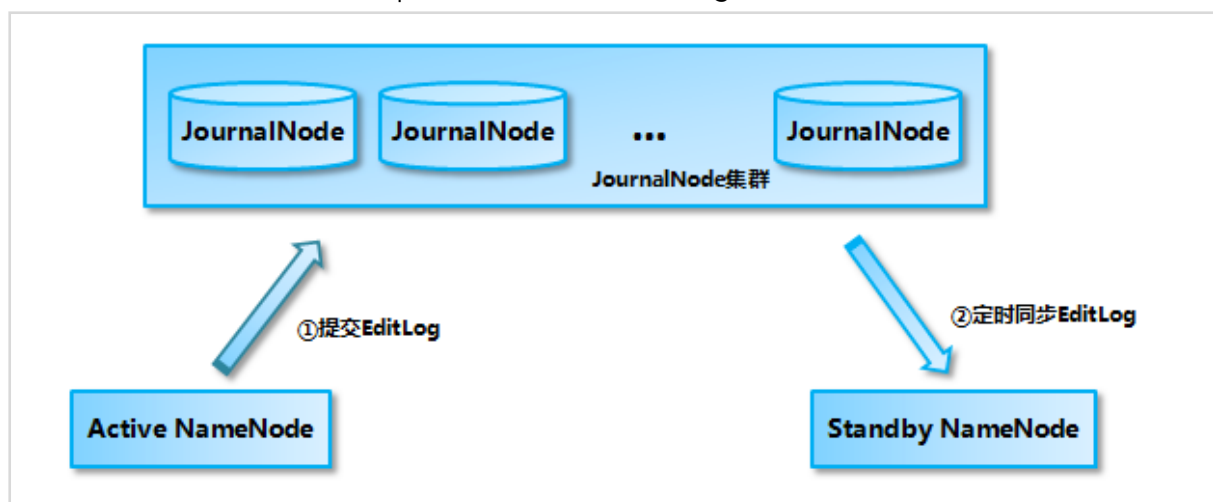 JournalNode JournalNode ... JournalNode
JournalNode集群
①提交EditLog
②定时同步EditLog
Active NameNode
Standby NameNode